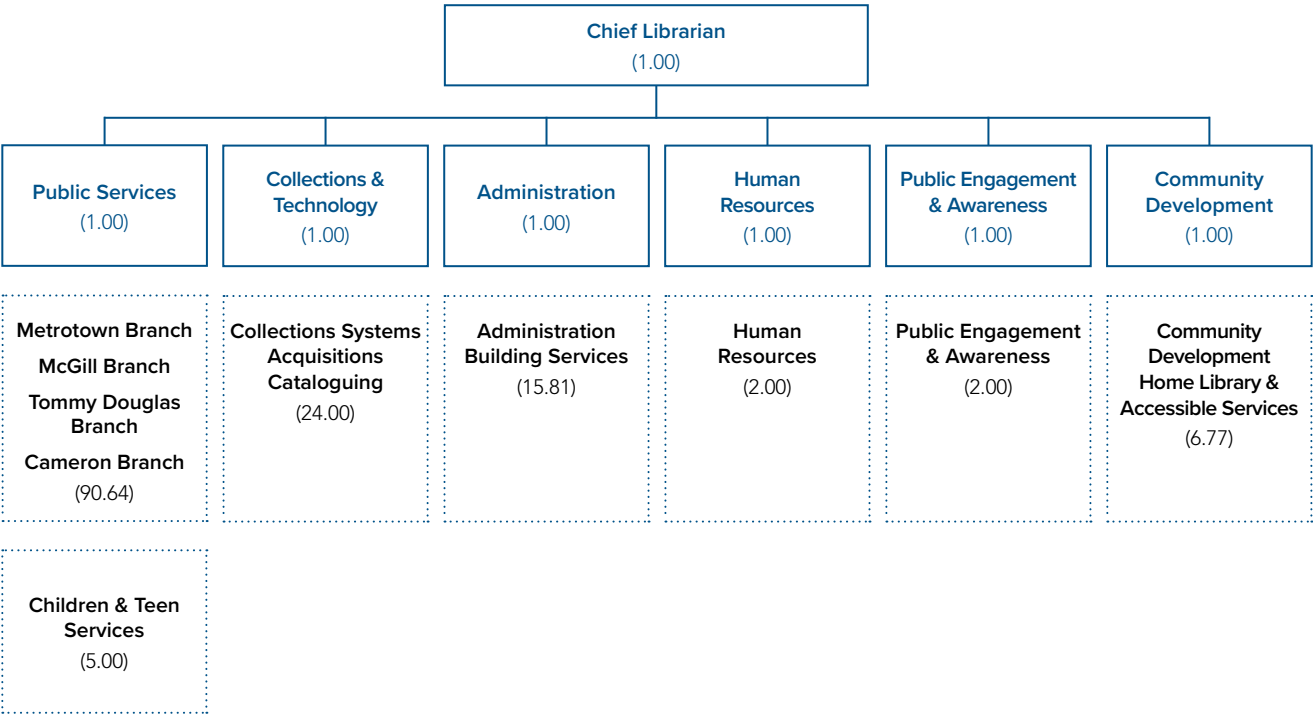 Chief Librarian
(1.00)
Public Services
(1.00)
Collections &
Technology
(1.00)
Administration
(1.00)
Human
Resources
(1.00)
Public Engagement
& Awareness
(1.00)
Community
Development
(1.00)
Metrotown Branch
McGill Branch
Tommy Douglas
Branch
Cameron Branch
(90.64)
Collections Systems
Acquisitions
Cataloguing
(24.00)
Administration
Building Services
(15.81)
Human
Resources
(2.00)
Public Engagement
& Awareness
(2.00)
Community
Development
Home Library &
Accessible Services
(6.77)
Children & Teen
Services
(5.00)